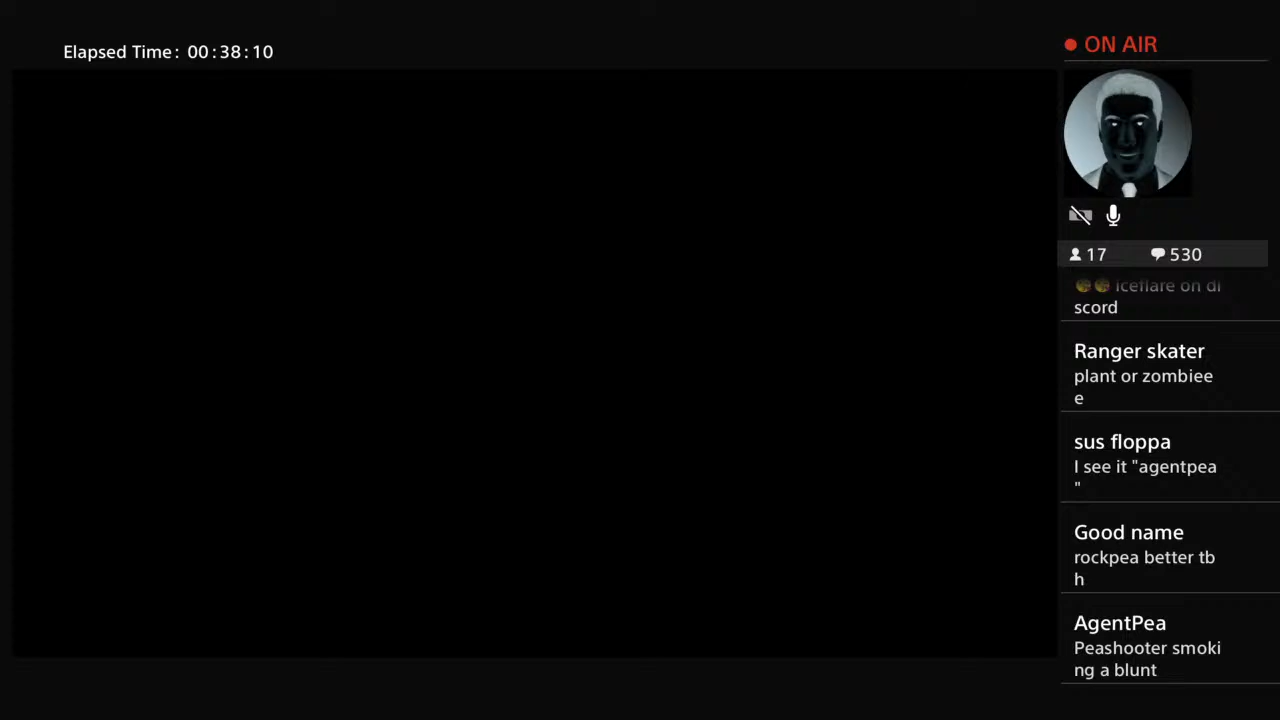 Elapsed Time: 00:38:10
ON AIR
17 530
iceflare on di
scord
Ranger skater
plant or zombiee
e
sus floppa
I see it "agentpea
"
Good name
rockpea better tb
h
AgentPea
Peashooter smoki
ng a blunt